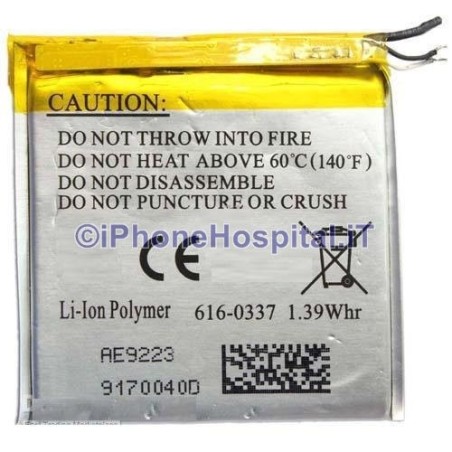 CAUTION:
DO NOT THROW INTO FIRE
DO NOT HEAT ABOVE 60°C(140°F)
DO NOT DISASSEMBLE
DO NOT PUNCTURE OR CRUSH
©iPhoneHospital.iT
CE
Li-Ion Polymer 616-0337 1.39Whr
AE9223
9170040D